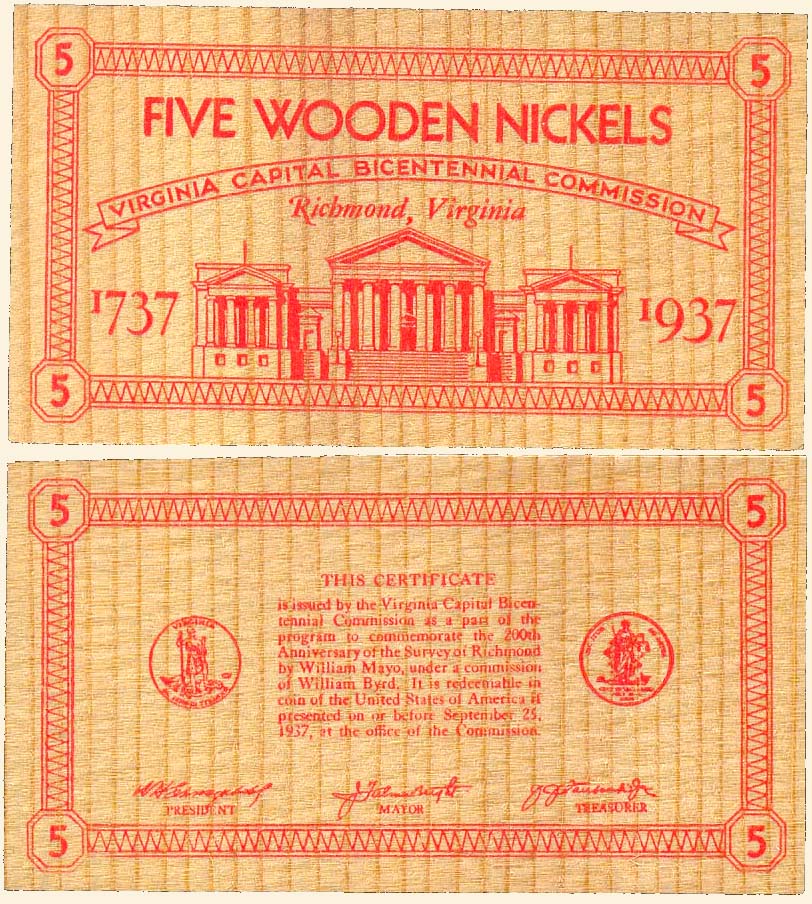 5 5
FIVE WOODEN NICKELS
VIRGINIA CAPITAL BICENTENNIAL COMMISSION
Richmond, Virginia
1737 1937
5 5
5 5
THIS CERTIFICATE
is issued by the Virginia Capital Bicen-
tennial Commission as a part of the
program to commemorate the 200th
Anniversary of the Survey of Richmond
by William Mayo, under a commission
of William Byrd. It is redeemable in
coin of the United States of America if
presented on or before September 25,
1937, at the office of the Commission.
VIRGINIA
PRESIDENT MAYOR TREASURER
5 5